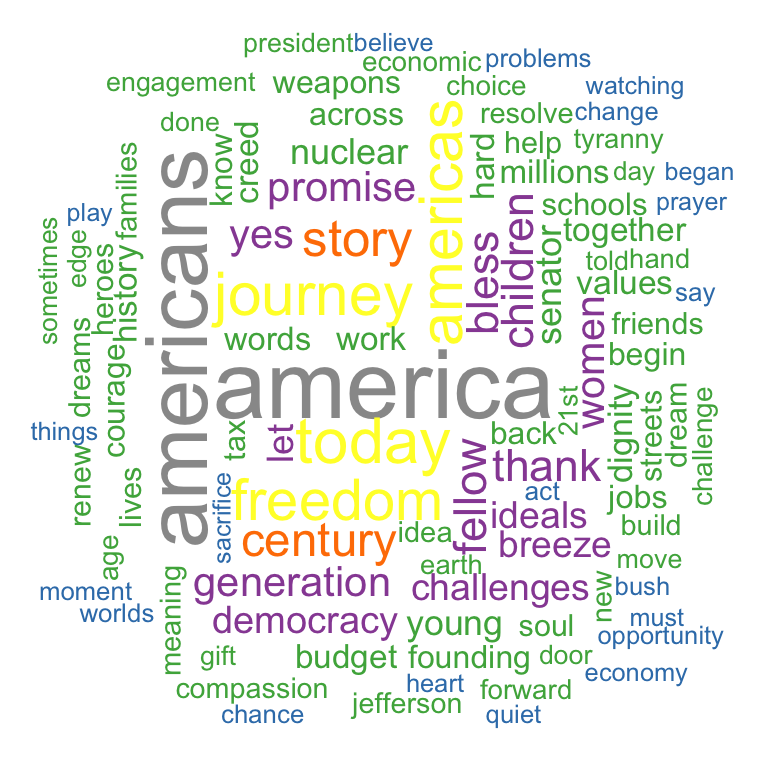 president
believe
economic
problems
engagement
weapons
choice
watching
done
across
resolve
change
know
creed
nuclear
americas
hard
help
tyranny
families
americans
promise
millions
day
began
play
yes
story
bless
children
schools
prayer
sometimes
edge
heroes
history
senator
together
told
hand
journey
values
say
words
work
women
friends
dreams
courage
america
begin
things
tax
let
today
back
21st
dignity
streets
dream
challenge
renew
lives
sacrifice
freedom
fellow
thank
act
jobs
century
idea
ideals
build
age
breeze
earth
move
moment
generation
challenges
new
bush
worlds
meaning
democracy
young
soul
must
opportunity
gift
budget
founding
door
economy
compassion
heart
forward
chance
jefferson
quiet